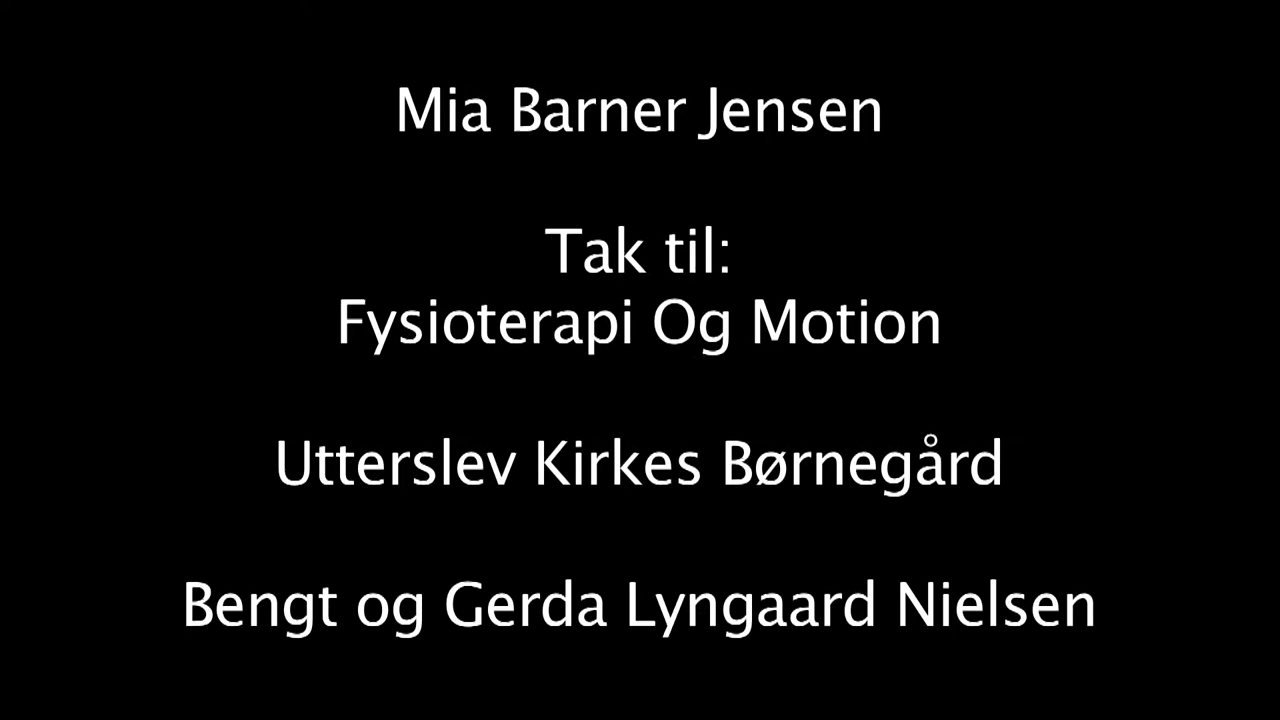 Mia Barner Jensen
Tak til:
Fysioterapi Og Motion
Utterslev Kirkes Børnegård
Bengt og Gerda Lyngaard Nielsen